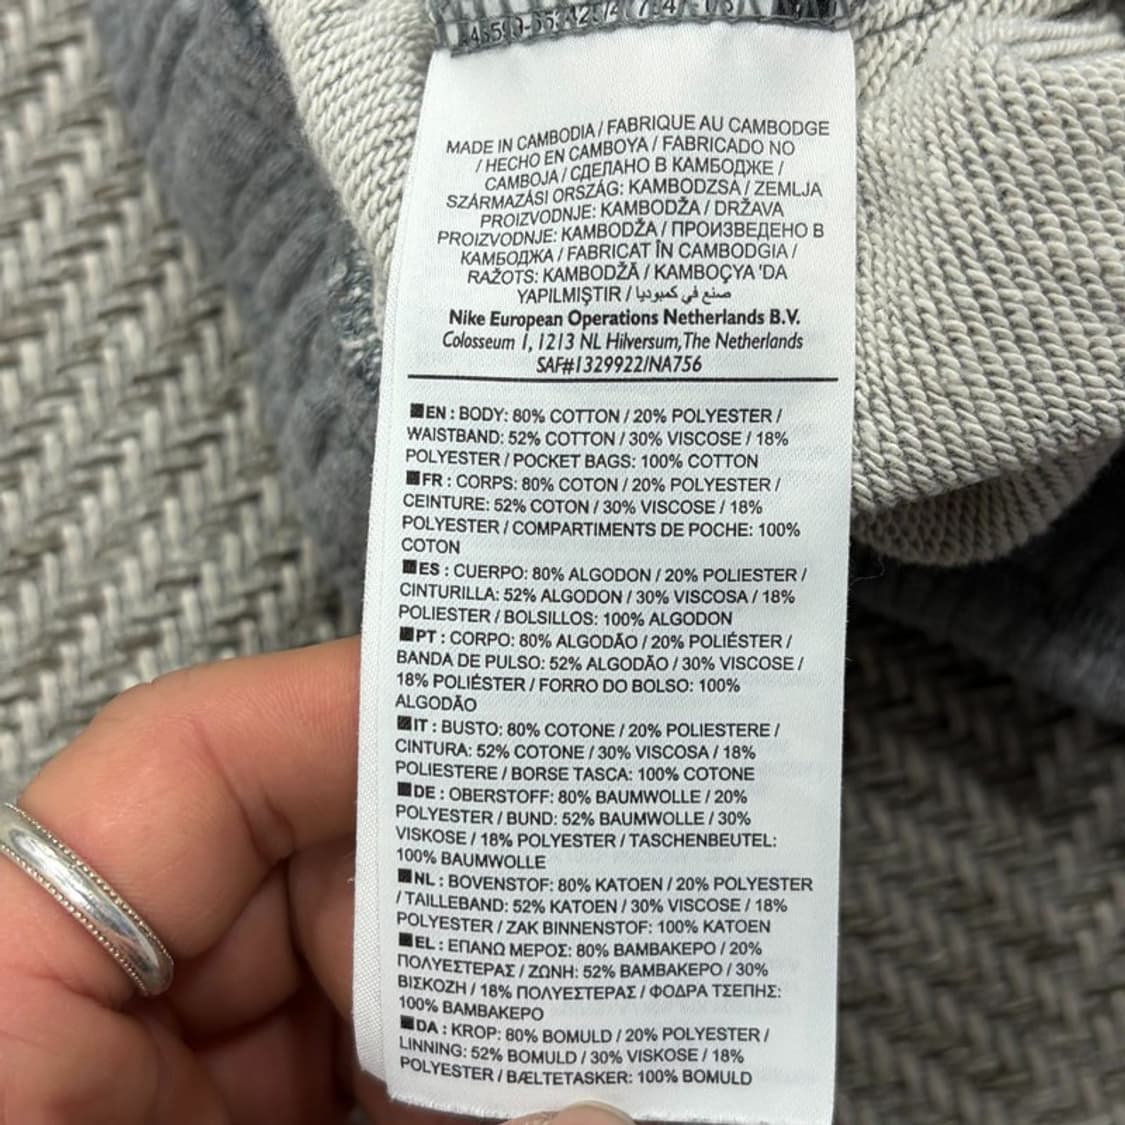 MADE IN CAMBODIA / FABRIQUE AU CAMBODGE
/ HECHO EN CAMBOYA / FABRICADO NO
CAMBOJA / СДЕЛАНО В КАМБОДЖЕ /
SZÁRMAZÁSI ORSZÁG: KAMBODZSA / ZEMLJA
PROIZVODNJE: KAMBODŽA / DRŽAVA
PROIZVODNJE: KAMBODŽA / ПРОИЗВЕДЕНО В
КАМБОДЖА / FABRICAT ÎN CAMBODGIA /
RAŽOTS: KAMBODŽĀ / KAMBOÇYA 'DA
YAPILMIŞTIR / صنع في كمبوديا
Nike European Operations Netherlands B.V.
Colosseum 1, 1213 NL Hilversum, The Netherlands
SAF#1329922/NA756
EN : BODY: 80% COTTON / 20% POLYESTER /
WAISTBAND: 52% COTTON / 30% VISCOSE / 18%
POLYESTER / POCKET BAGS: 100% COTTON
FR : CORPS: 80% COTON / 20% POLYESTER /
CEINTURE: 52% COTON / 30% VISCOSE / 18%
POLYESTER / COMPARTIMENTS DE POCHE: 100%
COTON
ES : CUERPO: 80% ALGODON / 20% POLIESTER /
CINTURILLA: 52% ALGODON / 30% VISCOSA / 18%
POLIESTER / BOLSILLOS: 100% ALGODON
PT : CORPO: 80% ALGODÃO / 20% POLIÉSTER /
BANDA DE PULSO: 52% ALGODÃO / 30% VISCOSE /
18% POLIÉSTER / FORRO DO BOLSO: 100%
ALGODÃO
IT : BUSTO: 80% COTONE / 20% POLIESTERE /
CINTURA: 52% COTONE / 30% VISCOSA / 18%
POLIESTERE / BORSE TASCA: 100% COTONE
DE : OBERSTOFF: 80% BAUMWOLLE / 20%
POLYESTER / BUND: 52% BAUMWOLLE / 30%
VISKOSE / 18% POLYESTER / TASCHENBEUTEL:
100% BAUMWOLLE
NL : BOVENSTOF: 80% KATOEN / 20% POLYESTER
/ TAILLEBAND: 52% KATOEN / 30% VISCOSE / 18%
POLYESTER / ZAK BINNENSTOF: 100% KATOEN
EL : ΕΠΑΝΩ ΜΕΡΟΣ: 80% ΒΑΜΒΑΚΕΡΟ / 20%
ΠΟΛΥΕΣΤΕΡΑΣ / ΖΩΝΗ: 52% ΒΑΜΒΑΚΕΡΟ / 30%
ΒΙΣΚΟΖΗ / 18% ΠΟΛΥΕΣΤΕΡΑΣ / ΦΟΔΡΑ ΤΣΕΠΗΣ:
100% ΒΑΜΒΑΚΕΡΟ
DA : KROP: 80% BOMULD / 20% POLYESTER /
LINNING: 52% BOMULD / 30% VISKOSE / 18%
POLYESTER / BÆLTETASKER: 100% BOMULD